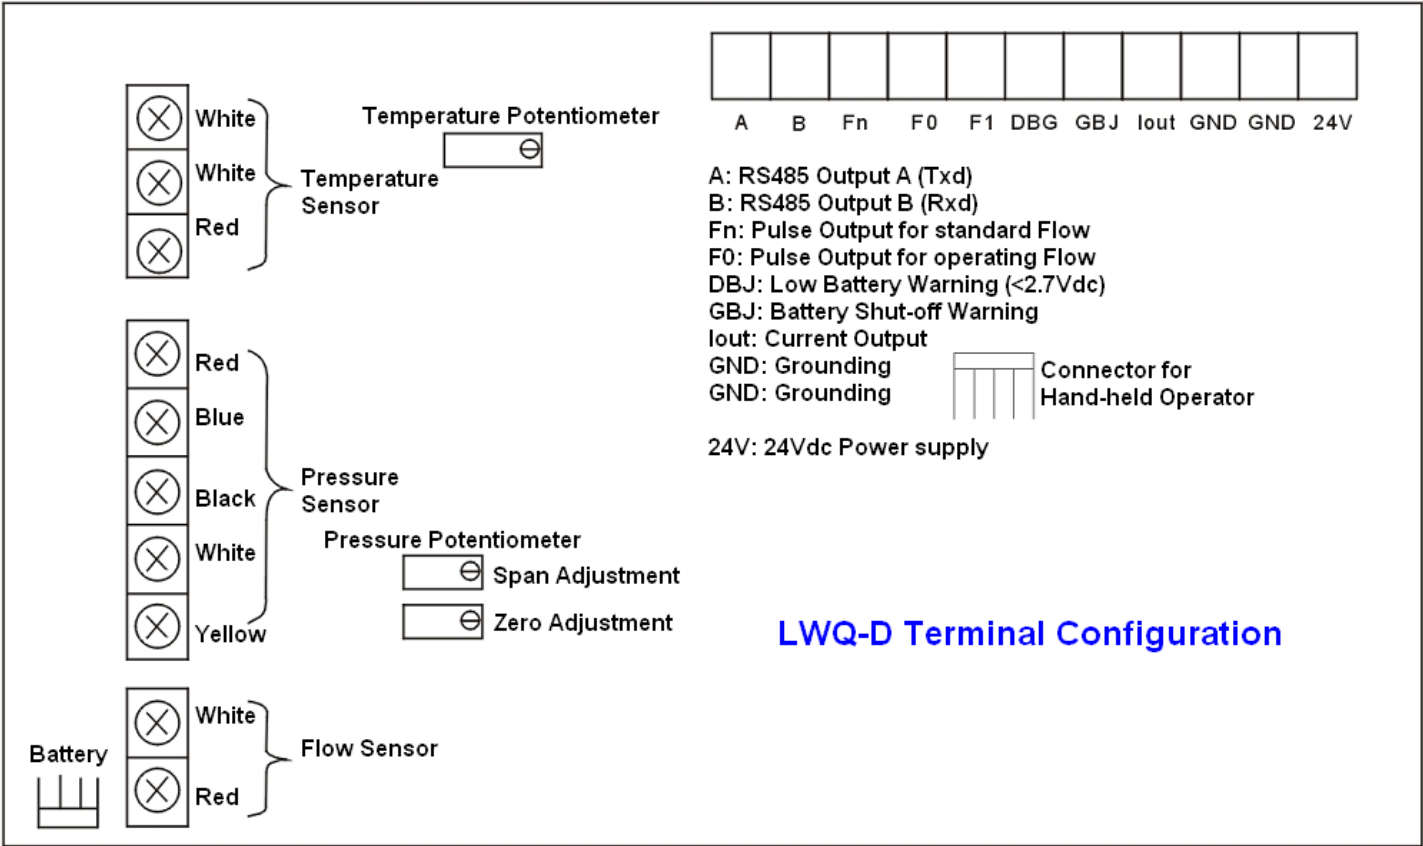 White
White
Red
Temperature
Sensor
Temperature Potentiometer
Red
Blue
Black
White
Yellow
Pressure
Sensor
Pressure Potentiometer
Span Adjustment
Zero Adjustment
White
Red
Flow Sensor
Battery
A B Fn F0 F1 DBG GBJ Iout GND GND 24V
A: RS485 Output A (Txd)
B: RS485 Output B (Rxd)
Fn: Pulse Output for standard Flow
F0: Pulse Output for operating Flow
DBJ: Low Battery Warning (<2.7Vdc)
GBJ: Battery Shut-off Warning
Iout: Current Output
GND: Grounding
GND: Grounding
Connector for
Hand-held Operator
24V: 24Vdc Power supply
LWQ-D Terminal Configuration